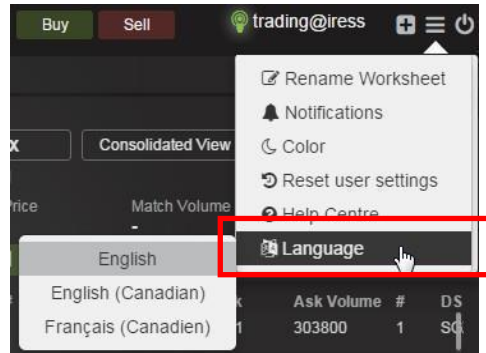 Buy Sell trading@iress
Rename Worksheet
Notifications
x Consolidated View Color
Reset user settings
Price Match Volume
-
Help Centre
Language
English
English (Canadian)
Ask Volume # DS
Français (Canadien) 1 303800 1